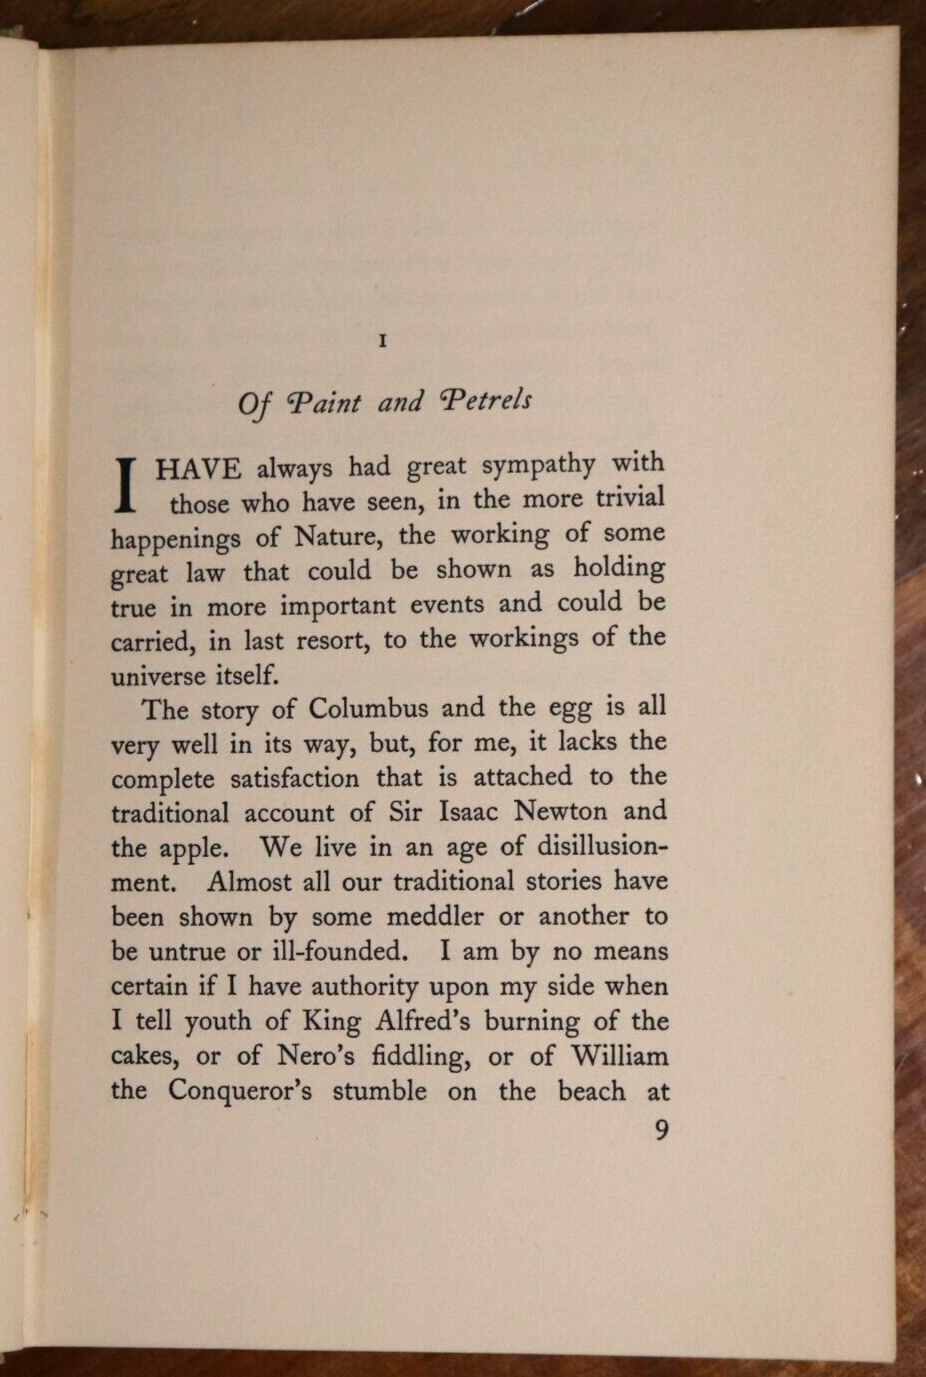 I
Of Paint and Petrels
I HAVE always had great sympathy with
those who have seen, in the more trivial
happenings of Nature, the working of some
great law that could be shown as holding
true in more important events and could be
carried, in last resort, to the workings of the
universe itself.
The story of Columbus and the egg is all
very well in its way, but, for me, it lacks the
complete satisfaction that is attached to the
traditional account of Sir Isaac Newton and
the apple. We live in an age of disillusion-
ment. Almost all our traditional stories have
been shown by some meddler or another to
be untrue or ill-founded. I am by no means
certain if I have authority upon my side when
I tell youth of King Alfred's burning of the
cakes, or of Nero's fiddling, or of William
the Conqueror's stumble on the beach at
9